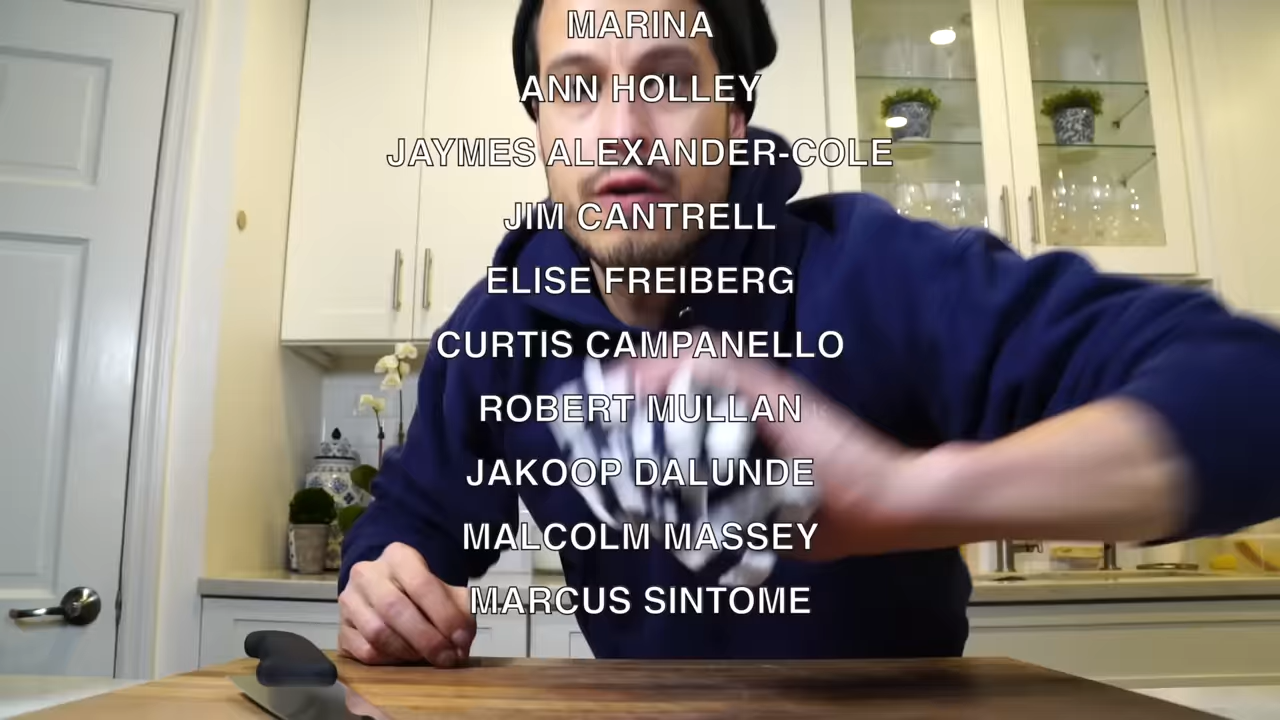 MARINA
ANN HOLLEY
JAYMES ALEXANDER-COLE
JIM CANTRELL
ELISE FREIBERG
CURTIS CAMPANELLO
ROBERT MULLAN
JAKOOP DALUNDE
MALCOLM MASSEY
MARCUS SINTOME